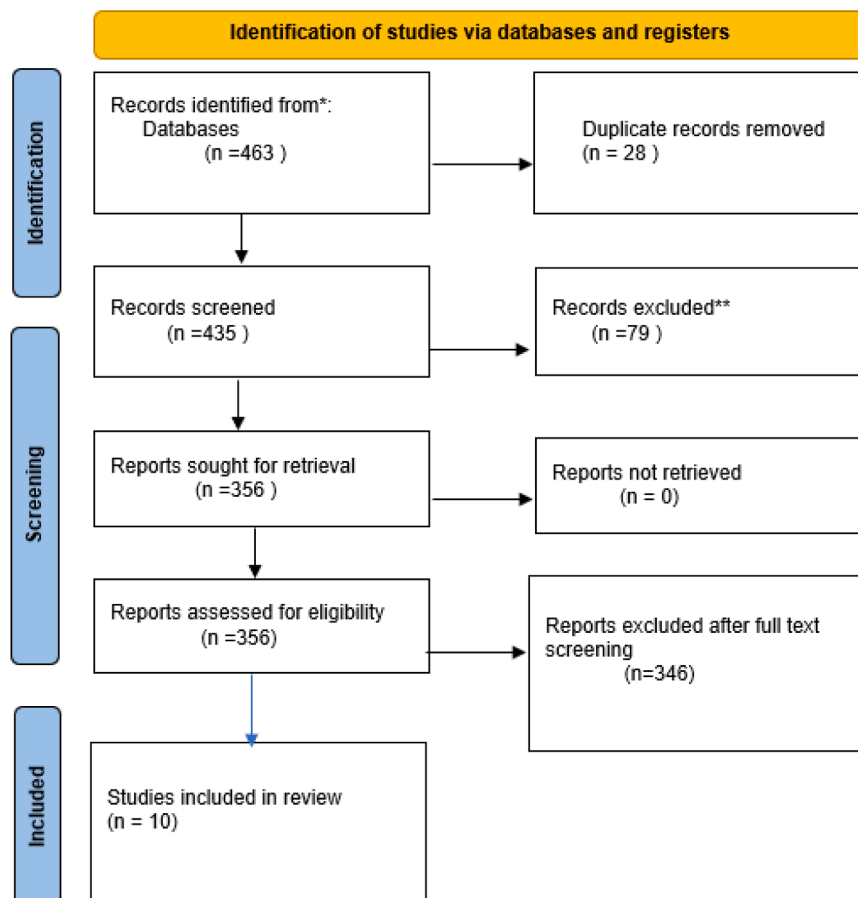 Identification of studies via databases and registers
Identification
Records identified from*:
Databases
(n =463 )
Duplicate records removed
(n = 28 )
Records screened
(n =435 )
Records excluded**
(n =79 )
Screening
Reports sought for retrieval
(n =356 )
Reports not retrieved
(n = 0)
Reports assessed for eligibility
(n =356)
Reports excluded after full text
screening
(n=346)
Included
Studies included in review
(n = 10)